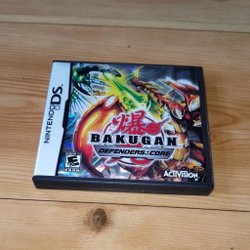 NINTENDO DS
爆
BAKUGAN
DEFENDERS OF THE CORE
E
ACTIVISION